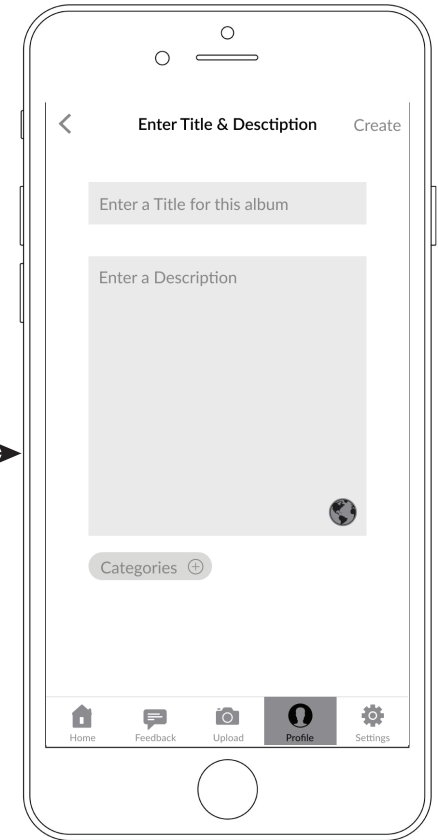 Enter Title & Desctiption Create
Enter a Title for this album
Enter a Description
Categories
Home Feedback Upload Profile Settings